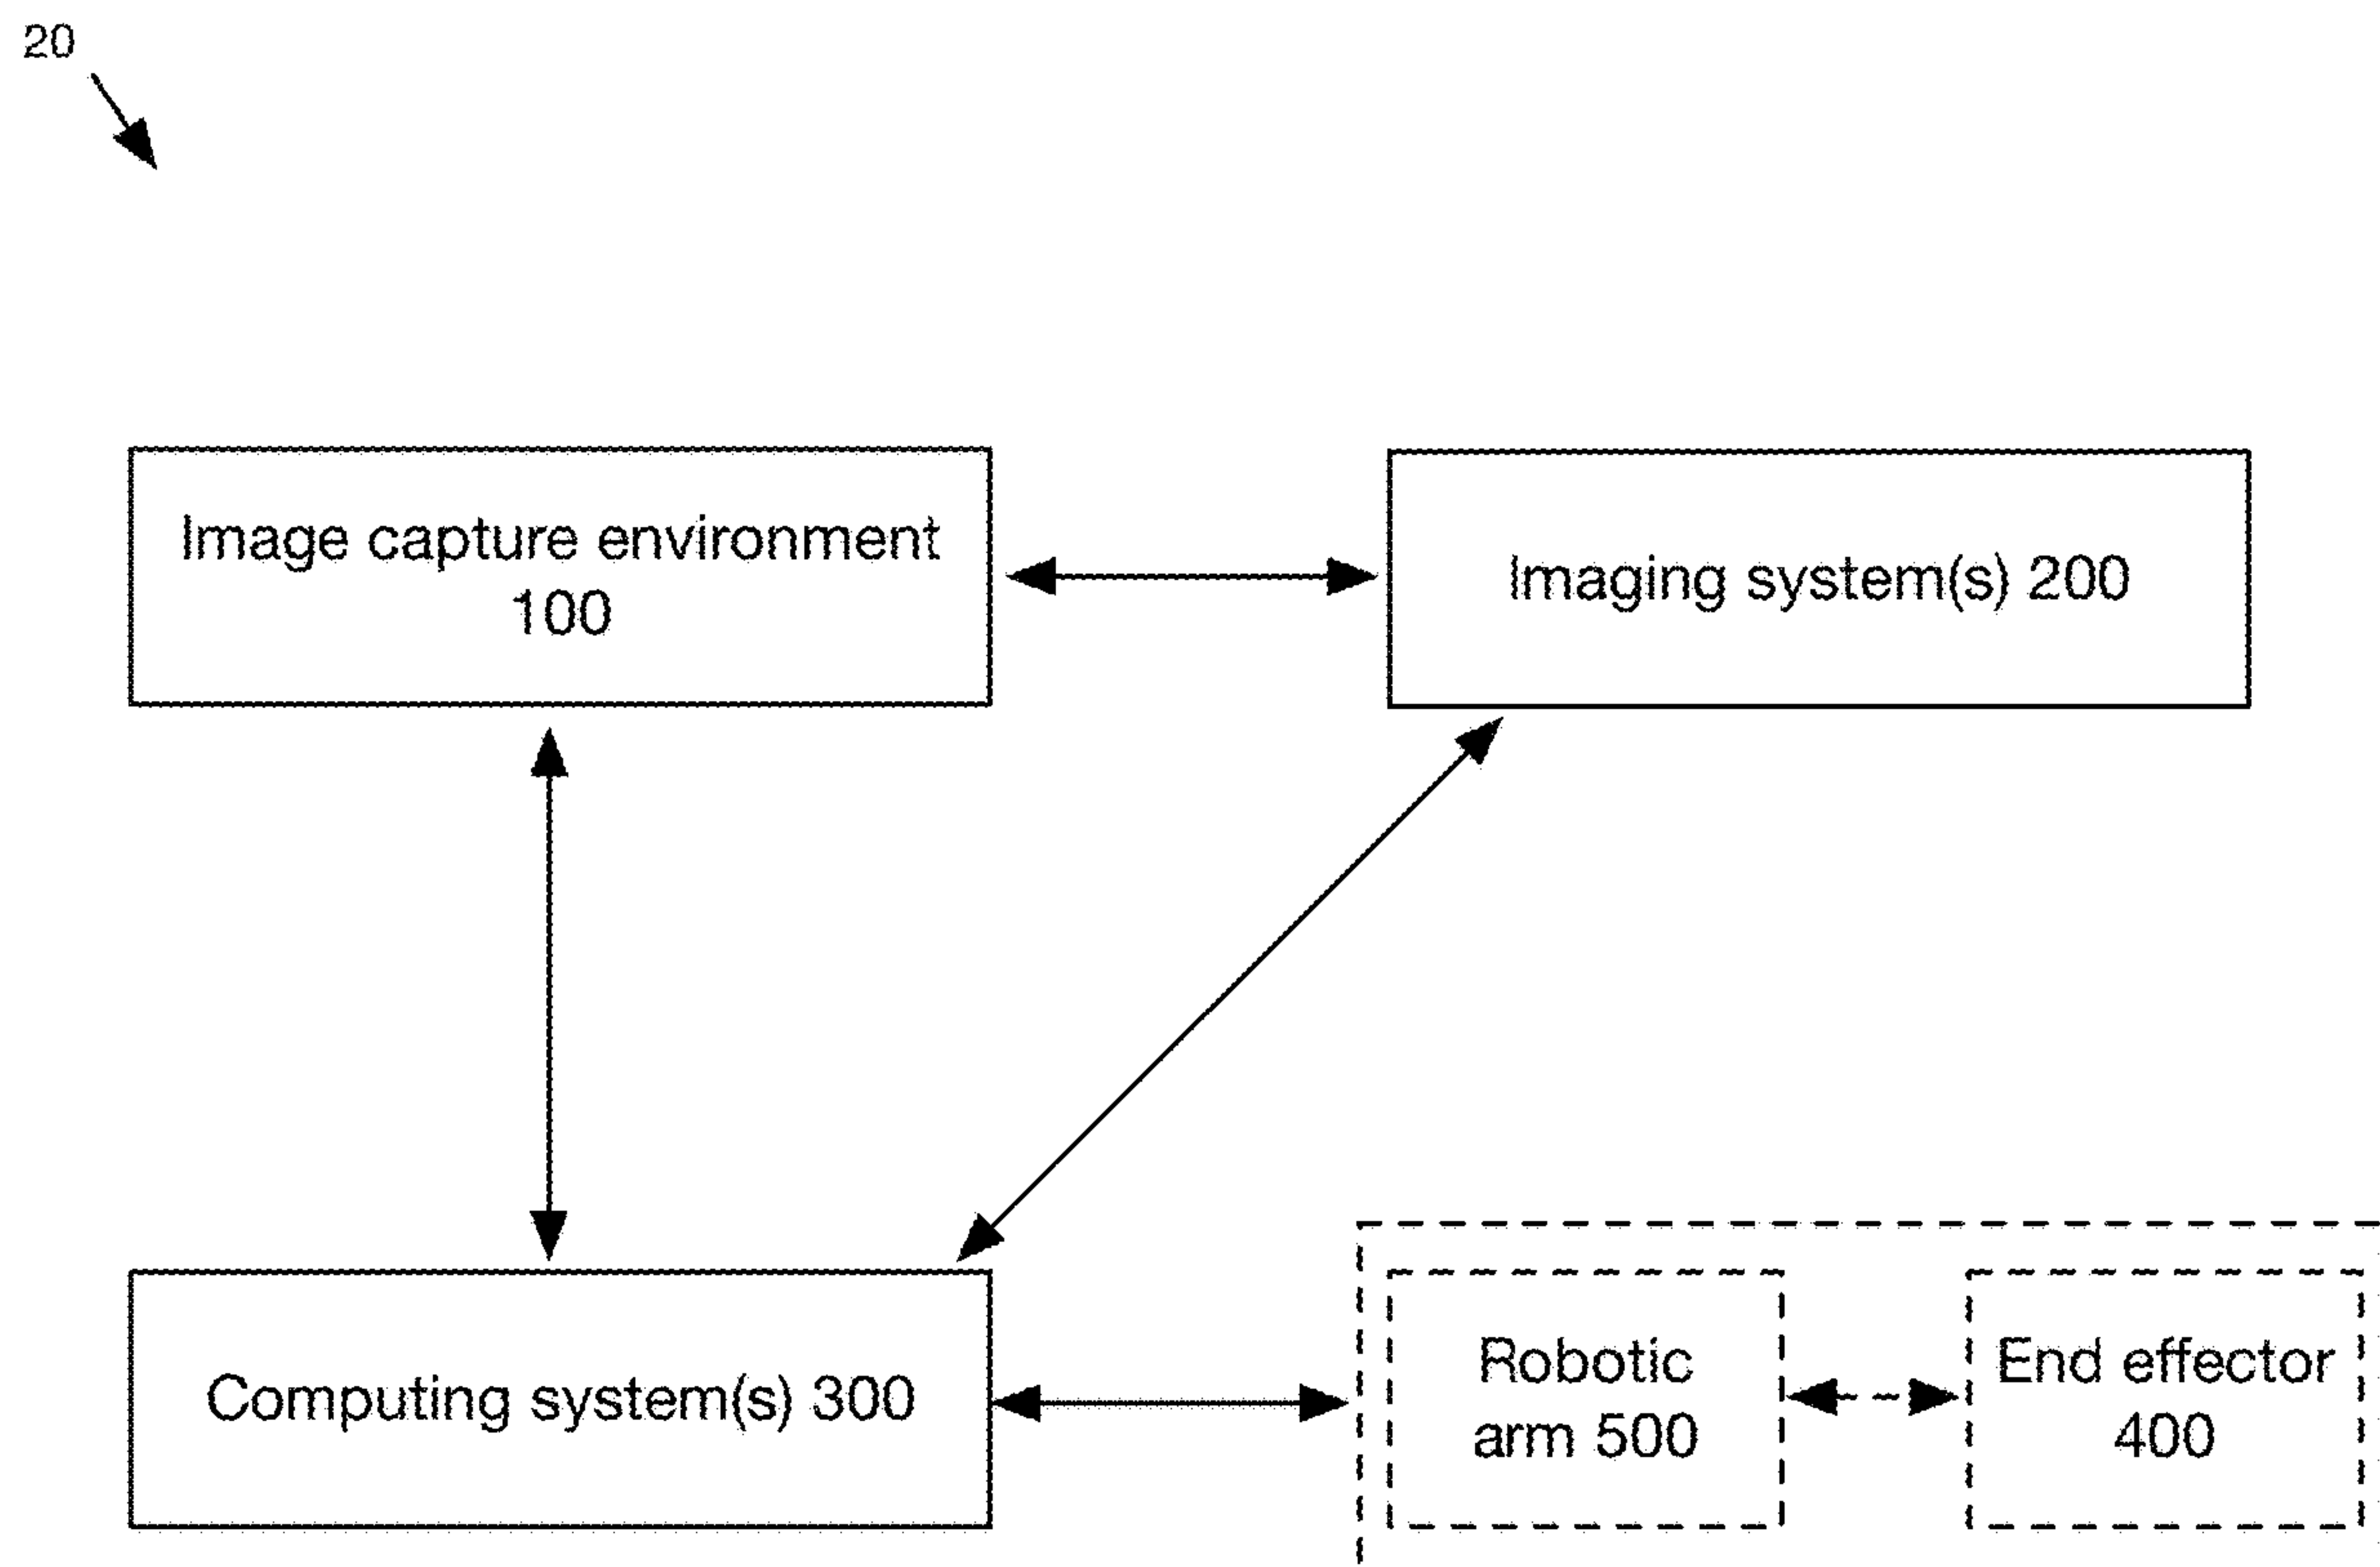 20
Image capture environment
100
Imaging system(s) 200
Computing system(s) 300
Robotic
arm 500
End effector
400